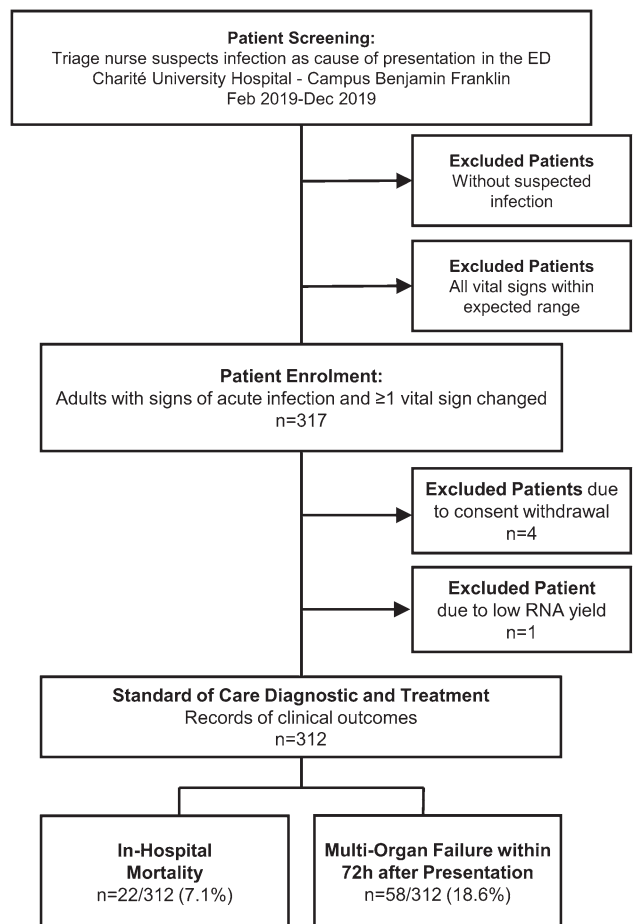 Patient Screening:
Triage nurse suspects infection as cause of presentation in the ED
Charité University Hospital - Campus Benjamin Franklin
Feb 2019-Dec 2019
Excluded Patients
Without suspected
infection
Excluded Patients
All vital signs within
expected range
Patient Enrolment:
Adults with signs of acute infection and ≥1 vital sign changed
n=317
Excluded Patients due
to consent withdrawal
n=4
Excluded Patient
due to low RNA yield
n=1
Standard of Care Diagnostic and Treatment
Records of clinical outcomes
n=312
In-Hospital
Mortality
n=22/312 (7.1%)
Multi-Organ Failure within
72h after Presentation
n=58/312 (18.6%)